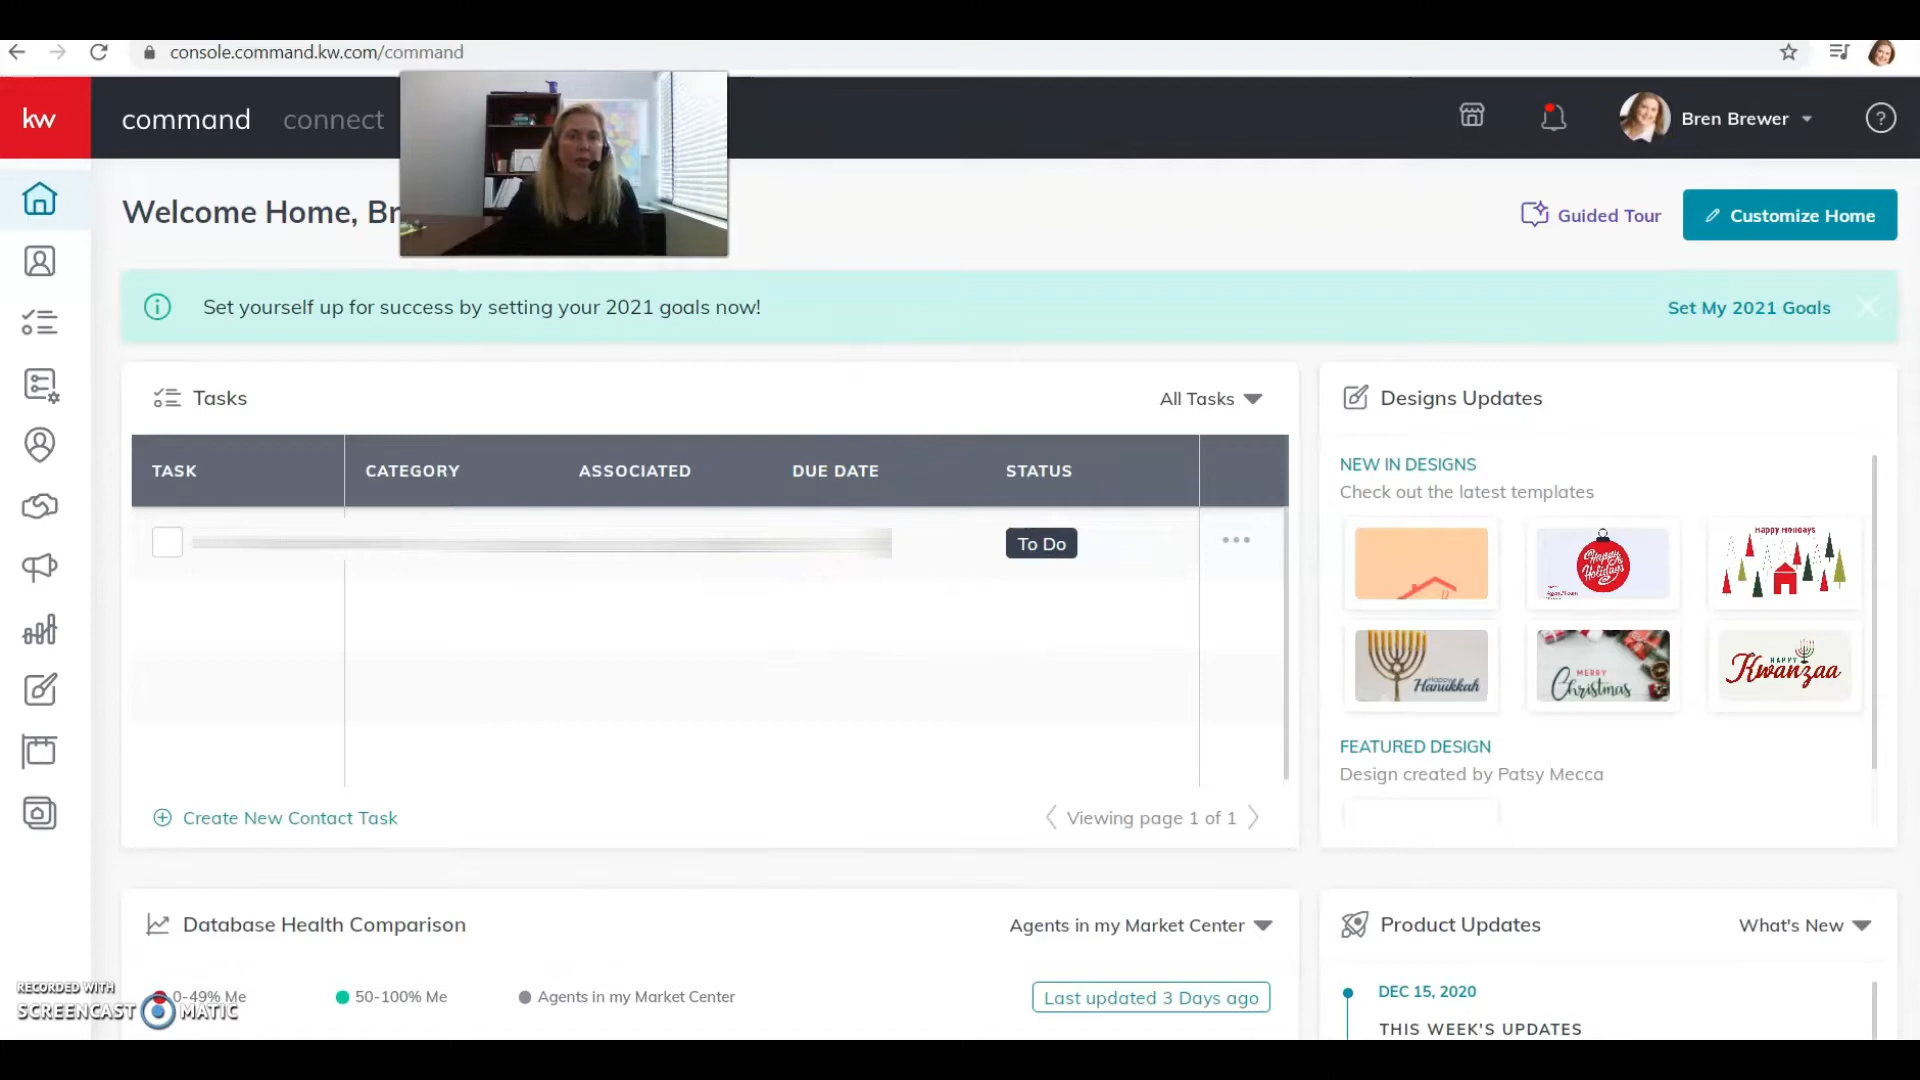 console.command.kw.com/command
kw
command
connect
Bren Brewer
?
Welcome Home, Br
Guided Tour
Customize Home
Set yourself up for success by setting your 2021 goals now!
Set My 2021 Goals
Tasks
All Tasks
TASK
CATEGORY
ASSOCIATED
DUE DATE
STATUS
To Do
Create New Contact Task
Viewing page 1 of 1
Designs Updates
NEW IN DESIGNS
Check out the latest templates
Happy Holidays
Happy Holidays
Happy
Hanukkah
MERRY
Christmas
HAPPY
Kwanzaa
FEATURED DESIGN
Design created by Patsy Mecca
Database Health Comparison
Agents in my Market Center
0-49% Me
50-100% Me
Agents in my Market Center
Last updated 3 Days ago
Product Updates
What's New
DEC 15, 2020
THIS WEEK'S UPDATES
RECORDED WITH
SCREENCAST MATIC